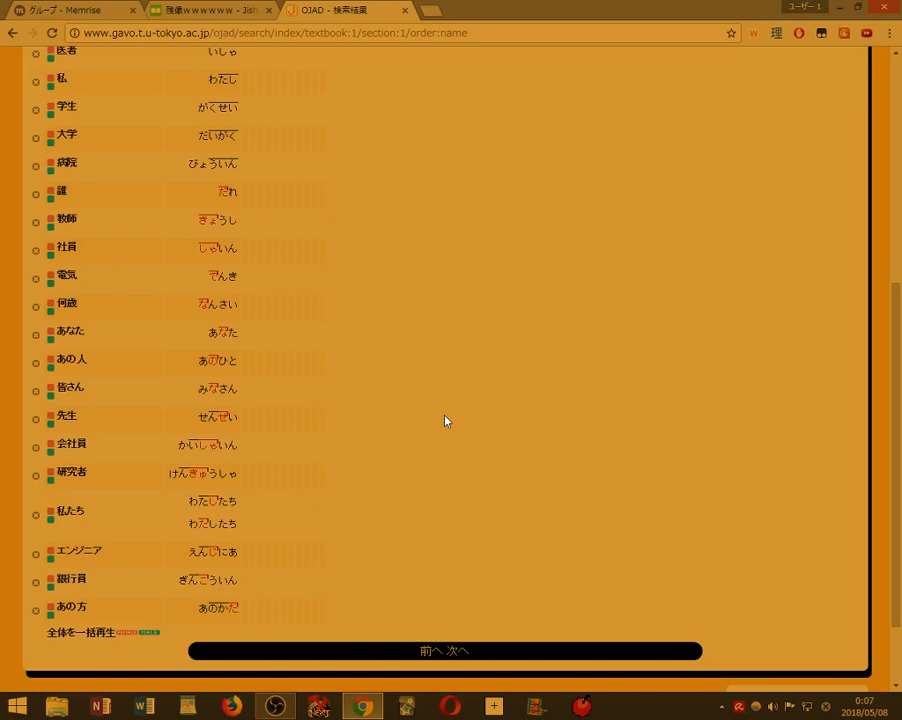 グループ - Memrise
残像ｗｗｗｗｗｗ - Jish
OJAD - 検索結果
ユーザー 1
www.gavo.t.u-tokyo.ac.jp/ojad/search/index/textbook:1/section:1/order:name
医者 いしゃ
私 わたし
学生 がくせい
大学 だいがく
病院 びょういん
誰 だれ
教師 きょうし
社員 しゃいん
電気 でんき
何歳 なんさい
あなた あなた
あの人 あのひと
皆さん みなさん
先生 せんせい
会社員 かいしゃいん
研究者 けんきゅうしゃ
私たち わたしたち
わたしたち
エンジニア えんじにあ
銀行員 ぎんこういん
あの方 あのかた
全体を一括再生
前へ 次へ
0:07
2018/05/08